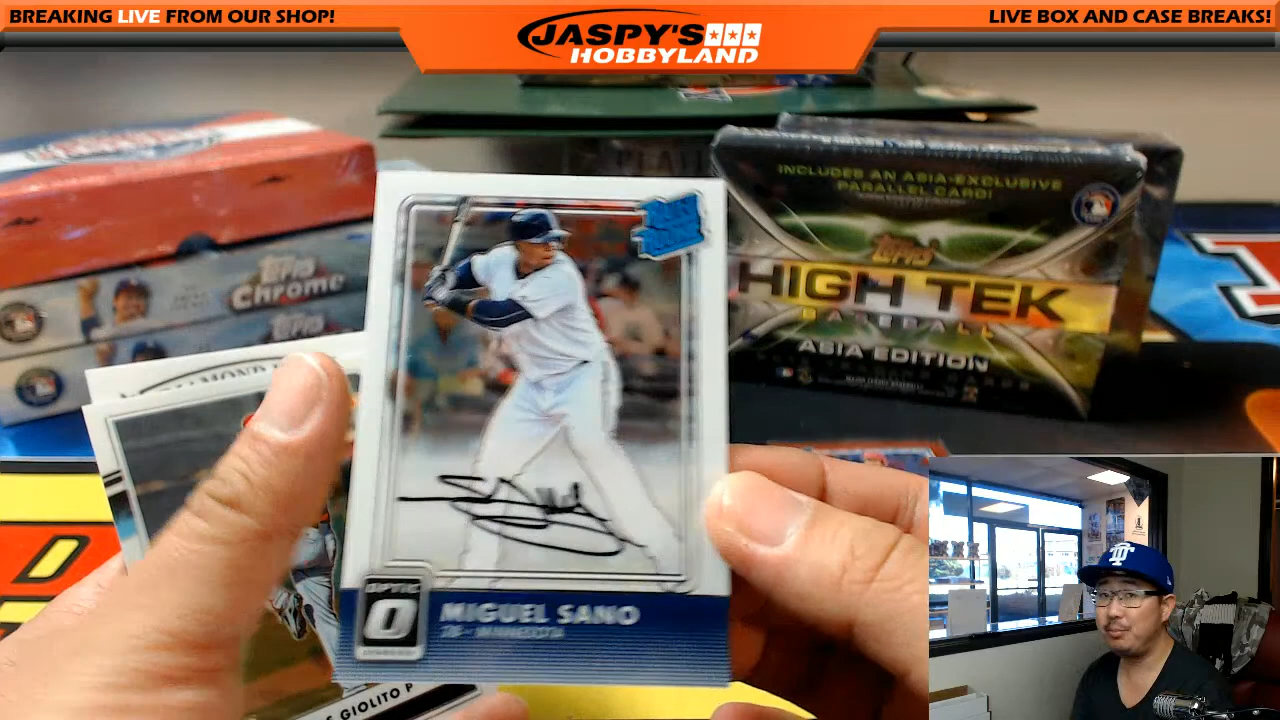 BREAKING LIVE FROM OUR SHOP!
JASPY'S
HOBBYLAND
LIVE BOX AND CASE BREAKS!
INCLUDES AN ASIA-EXCLUSIVE
PARALLEL CARD!
Topps
HIGH TEK
BASEBALL
ASIA EDITION
Topps
Chrome
Topps
OPTIC
MIGUEL SANO
3B - MINNESOTA
GIOLITO P